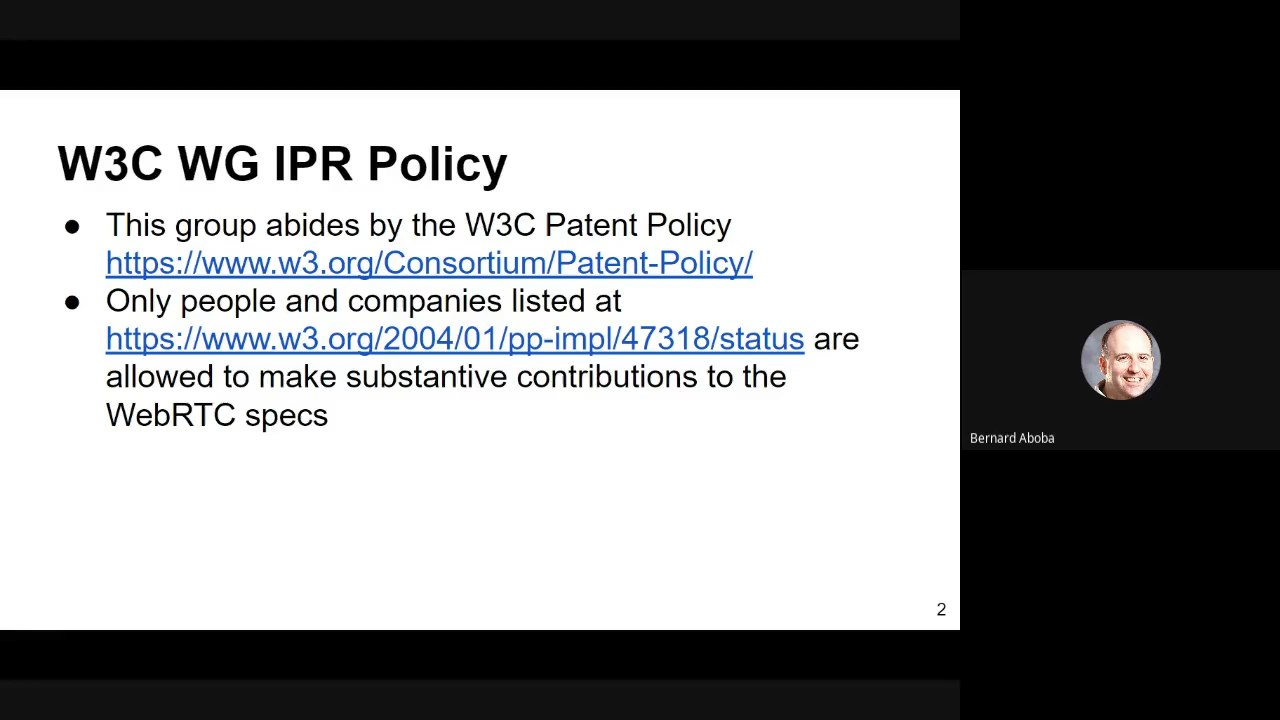 W3C WG IPR Policy
● This group abides by the W3C Patent Policy
https://www.w3.org/Consortium/Patent-Policy/
● Only people and companies listed at
https://www.w3.org/2004/01/pp-impl/47318/status are
allowed to make substantive contributions to the
WebRTC specs
2
Bernard Aboba